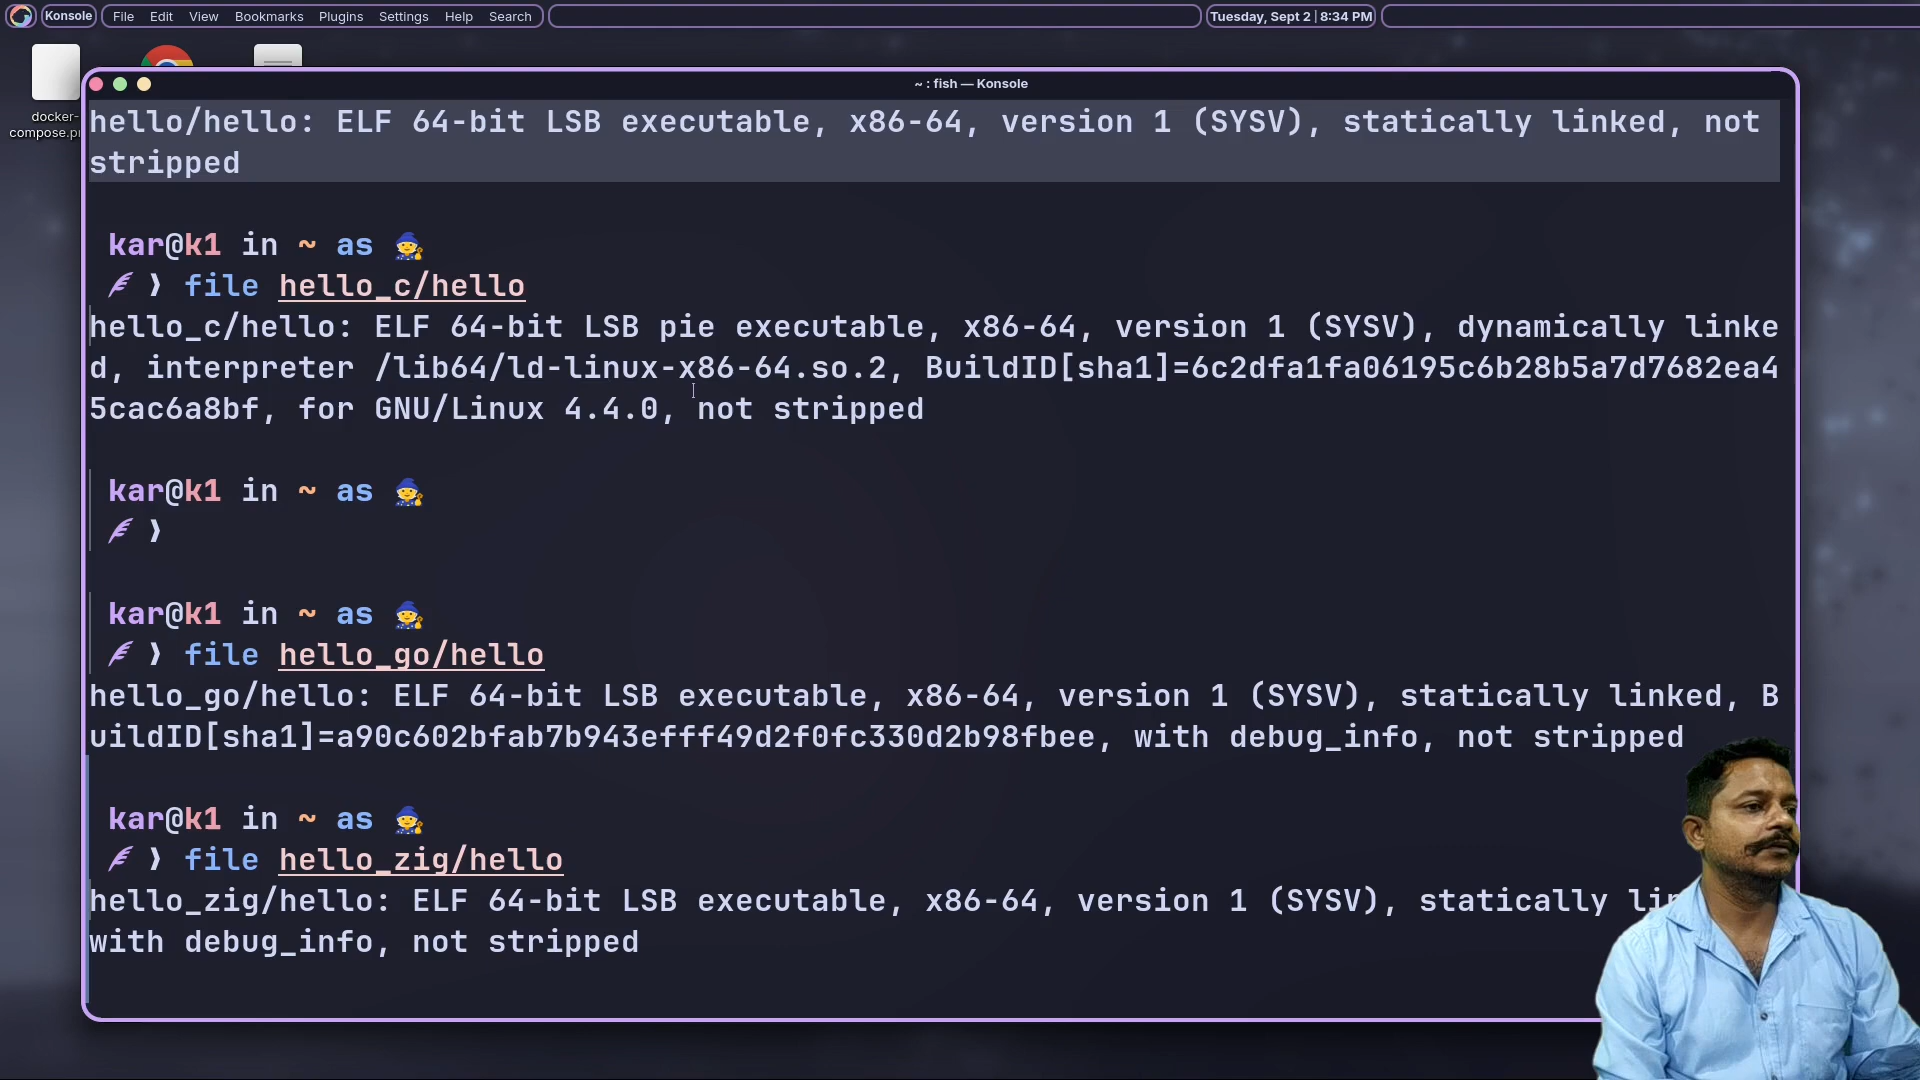 Konsole File Edit View Bookmarks Plugins Settings Help Search Tuesday, Sept 2 | 8:34 PM
docker-
~ : fish — Konsole
hello/hello: ELF 64-bit LSB executable, x86-64, version 1 (SYSV), statically linked, not
stripped
kar@k1 in ~ as 🧙
❯ file hello_c/hello
hello_c/hello: ELF 64-bit LSB pie executable, x86-64, version 1 (SYSV), dynamically linke
d, interpreter /lib64/ld-linux-x86-64.so.2, BuildID[sha1]=6c2dfa1fa06195c6b28b5a7d7682ea4
5cac6a8bf, for GNU/Linux 4.4.0, not stripped
kar@k1 in ~ as 🧙
❯
kar@k1 in ~ as 🧙
❯ file hello_go/hello
hello_go/hello: ELF 64-bit LSB executable, x86-64, version 1 (SYSV), statically linked, B
uildID[sha1]=a90c602bfab7b943efff49d2f0fc330d2b98fbee, with debug_info, not stripped
kar@k1 in ~ as 🧙
❯ file hello_zig/hello
hello_zig/hello: ELF 64-bit LSB executable, x86-64, version 1 (SYSV), statically
with debug_info, not stripped